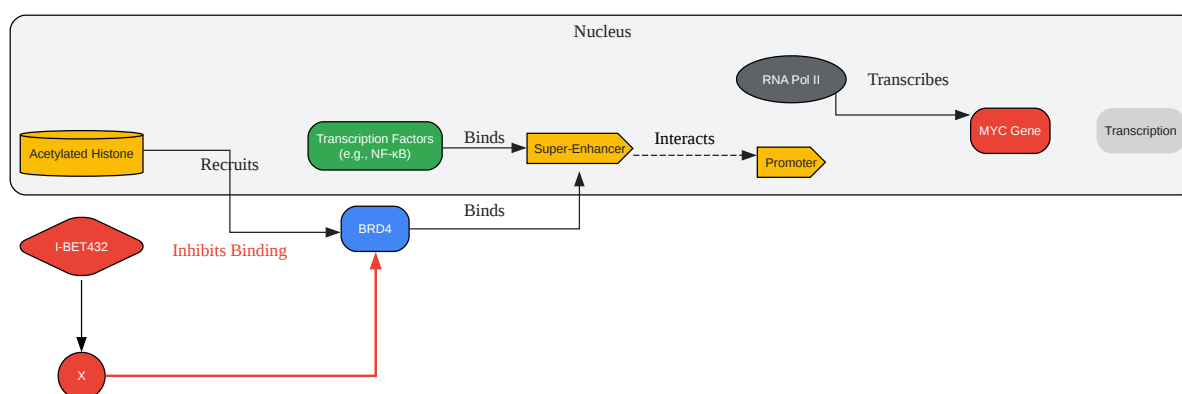 Nucleus
RNA Pol II
Transcribes
Acetylated Histone
Recruits
Transcription Factors
(e.g., NF-κB)
Binds
Super-Enhancer
Interacts
Promoter
MYC Gene
Transcription
I-BET432
Inhibits Binding
BRD4
Binds
X